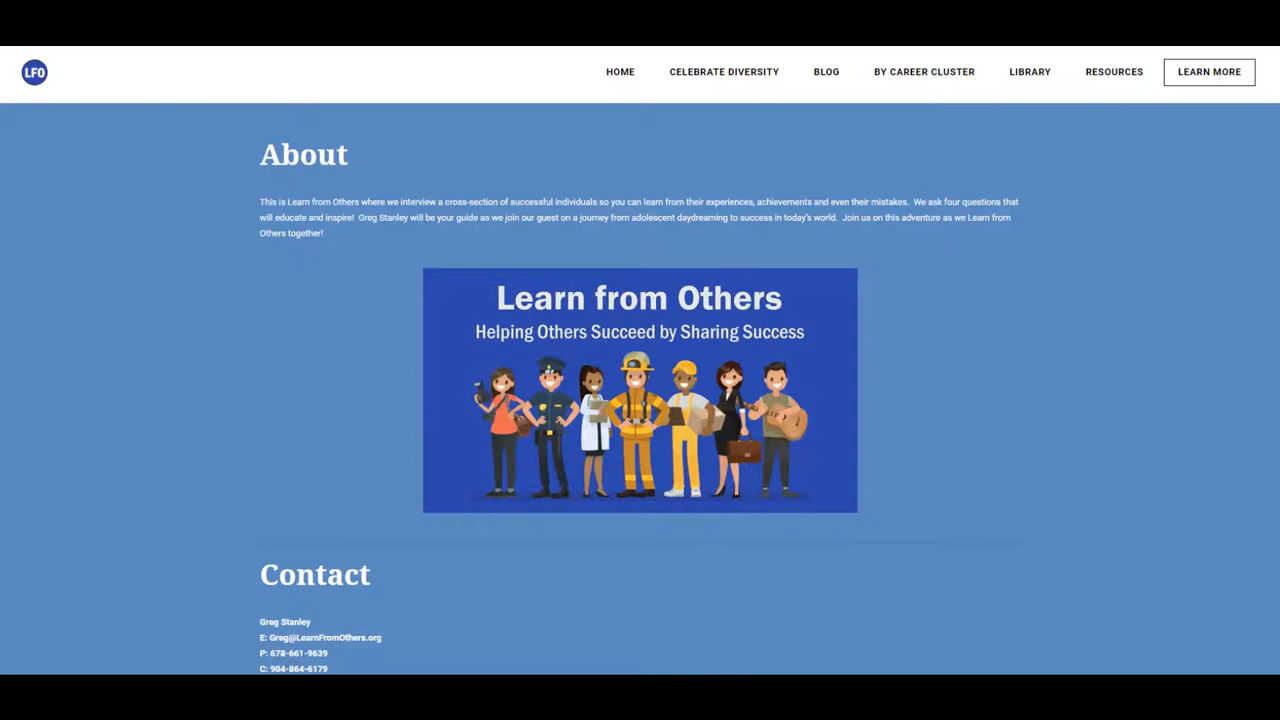 LFO
HOME CELEBRATE DIVERSITY BLOG BY CAREER CLUSTER LIBRARY RESOURCES LEARN MORE
About
This is Learn from Others where we interview a cross-section of successful individuals so you can learn from their experiences, achievements and even their mistakes. We ask four questions that
will educate and inspire! Greg Stanley will be your guide as we join our guest on a journey from adolescent daydreaming to success in today's world. Join us on this adventure as we Learn from
Others together!
Learn from Others
Helping Others Succeed by Sharing Success
Contact
Greg Stanley
E: Greg@LearnFromOthers.org
P: 678-661-9639
C: 904-864-6179